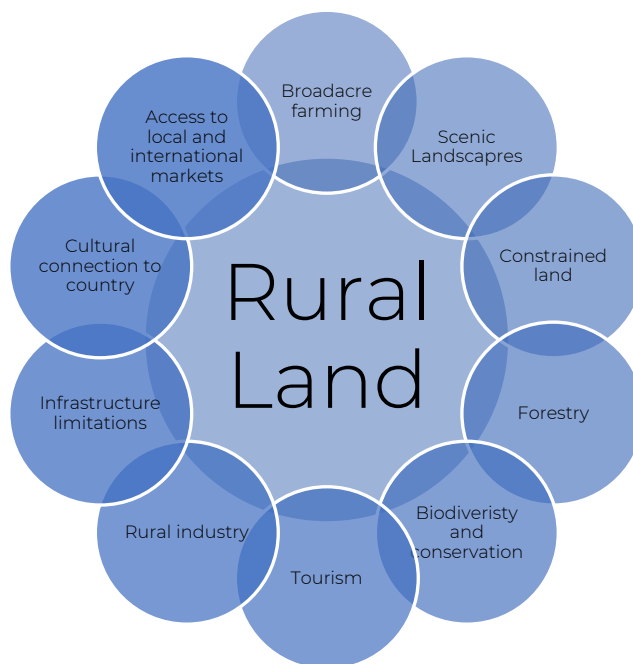 Rural
Land
Broadacre
farming
Scenic
Landscapres
Constrained
land
Forestry
Biodiveristy
and
conservation
Tourism
Rural industry
Infrastructure
limitations
Cultural
connection to
country
Access to
local and
international
markets